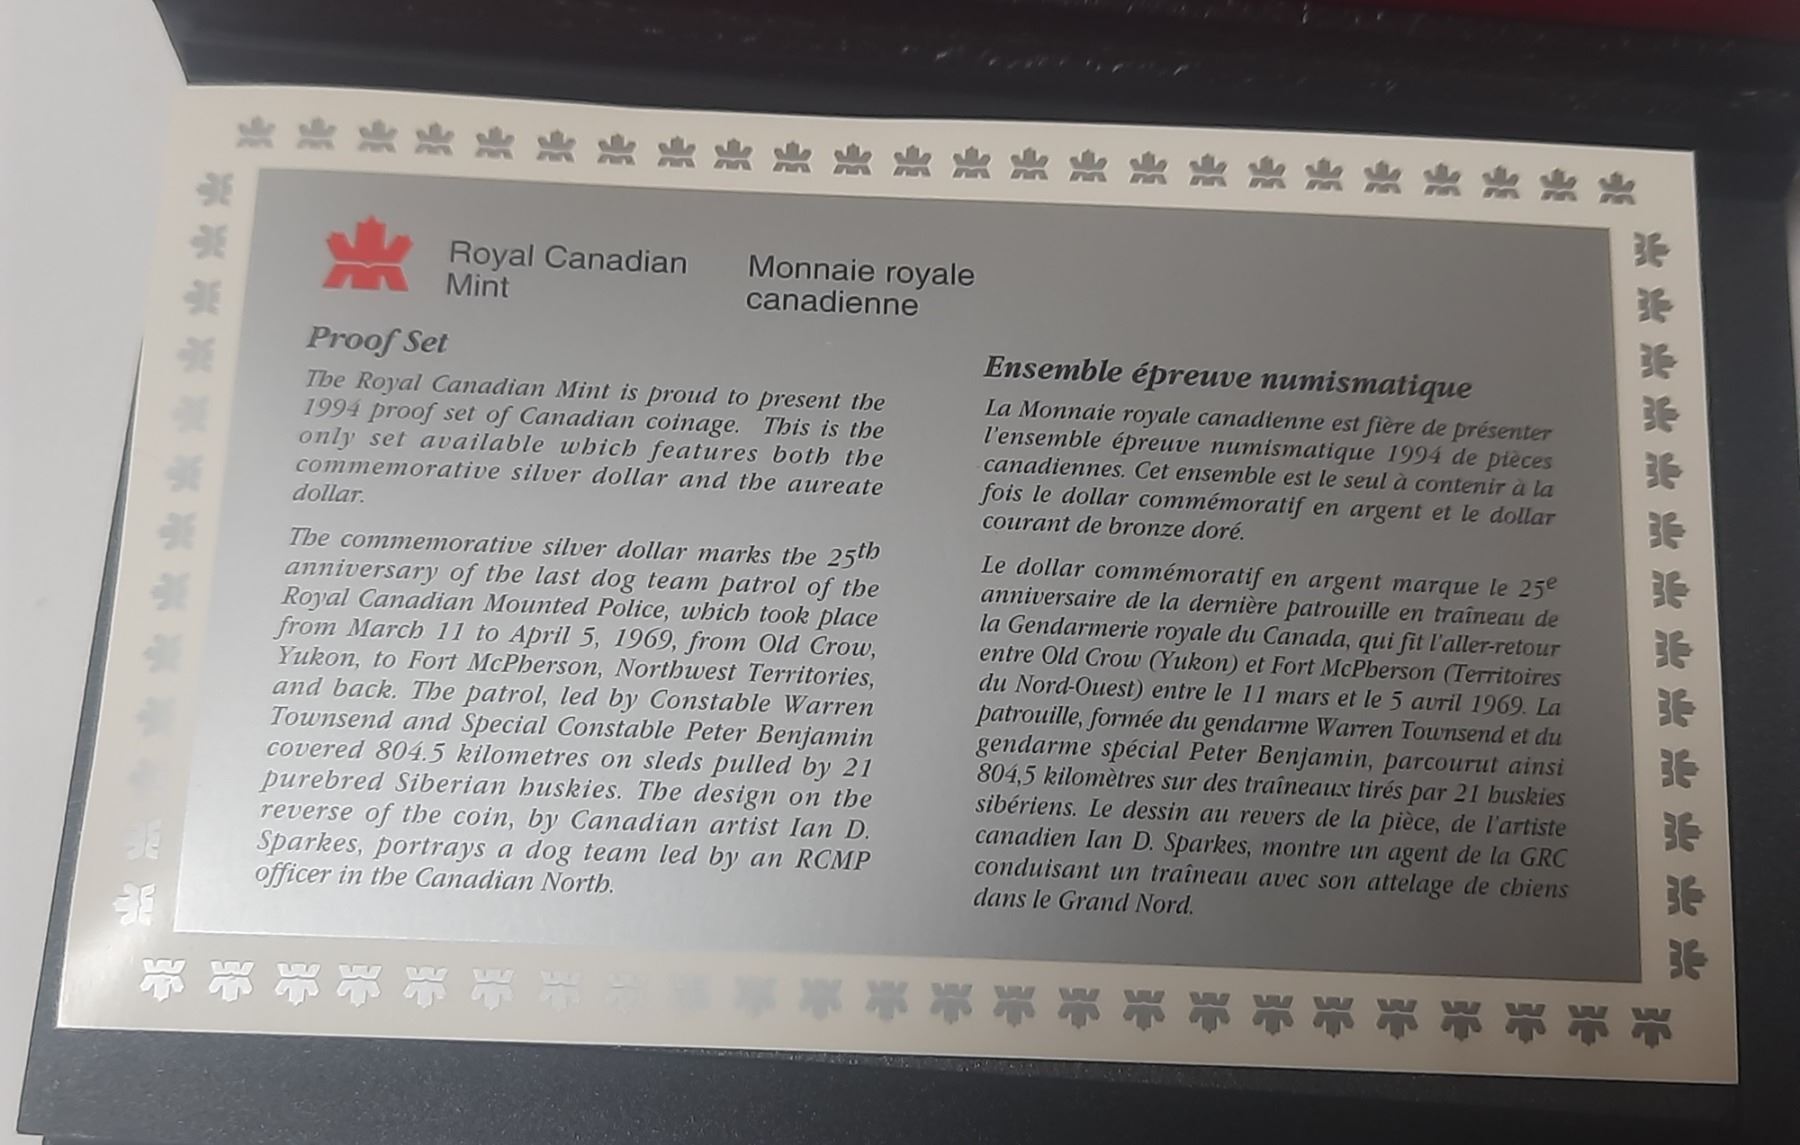 Royal Canadian
Mint
Monnaie royale
canadienne
Proof Set
The Royal Canadian Mint is proud to present the
1994 proof set of Canadian coinage. This is the
only set available which features both the
commemorative silver dollar and the aureate
dollar.
The commemorative silver dollar marks the 25th
anniversary of the last dog team patrol of the
Royal Canadian Mounted Police, which took place
from March 11 to April 5, 1969, from Old Crow,
Yukon, to Fort McPherson, Northwest Territories,
and back. The patrol, led by Constable Warren
Townsend and Special Constable Peter Benjamin
covered 804.5 kilometres on sleds pulled by 21
purebred Siberian huskies. The design on the
reverse of the coin, by Canadian artist Ian D.
Sparkes, portrays a dog team led by an RCMP
officer in the Canadian North.
Ensemble épreuve numismatique
La Monnaie royale canadienne est fière de présenter
l'ensemble épreuve numismatique 1994 de pièces
canadiennes. Cet ensemble est le seul à contenir à la
fois le dollar commémoratif en argent et le dollar
courant de bronze doré.
Le dollar commémoratif en argent marque le 25e
anniversaire de la dernière patrouille en traîneau de
la Gendarmerie royale du Canada, qui fit l'aller-retour
entre Old Crow (Yukon) et Fort McPherson (Territoires
du Nord-Ouest) entre le 11 mars et le 5 avril 1969. La
patrouille, formée du gendarme Warren Townsend et du
gendarme spécial Peter Benjamin, parcourut ainsi
804,5 kilomètres sur des traîneaux tirés par 21 huskies
sibériens. Le dessin au revers de la pièce, de l'artiste
canadien Ian D. Sparkes, montre un agent de la GRC
conduisant un traîneau avec son attelage de chiens
dans le Grand Nord.